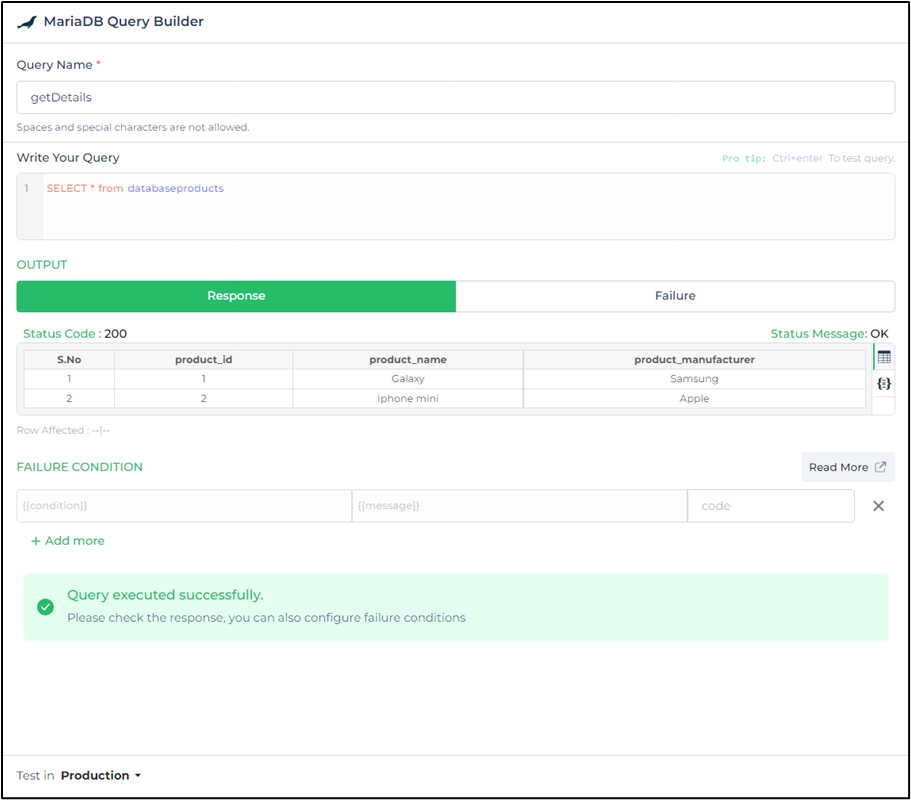 MariaDB Query Builder
Query Name *
getDetails
Spaces and special characters are not allowed.
Write Your Query
Pro tip: Ctrl+enter To test query.
1 SELECT * from databaseproducts
OUTPUT
Response Failure
Status Code : 200 Status Message: OK
S.No product_id product_name product_manufacturer
1 1 Galaxy Samsung
2 2 Iphone mini Apple
Row Affected : --|--
FAILURE CONDITION Read More
{{condition}} {{message}} code
+ Add more
Query executed successfully.
Please check the response, you can also configure failure conditions
Test in Production